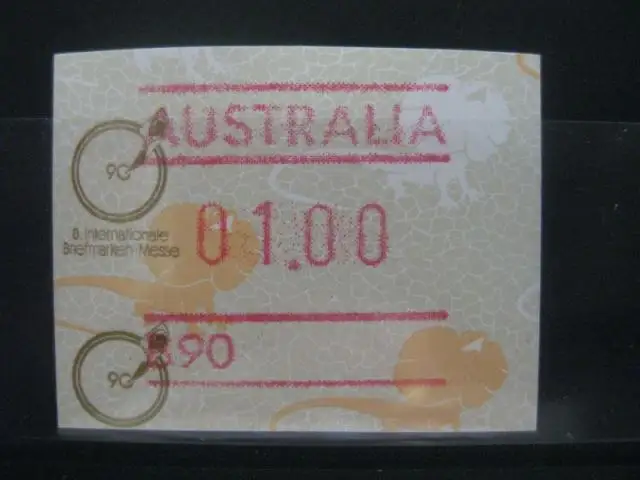 AUSTRALIA
90
01.00
8. Internationale
Briefmarken-Messe
90
90